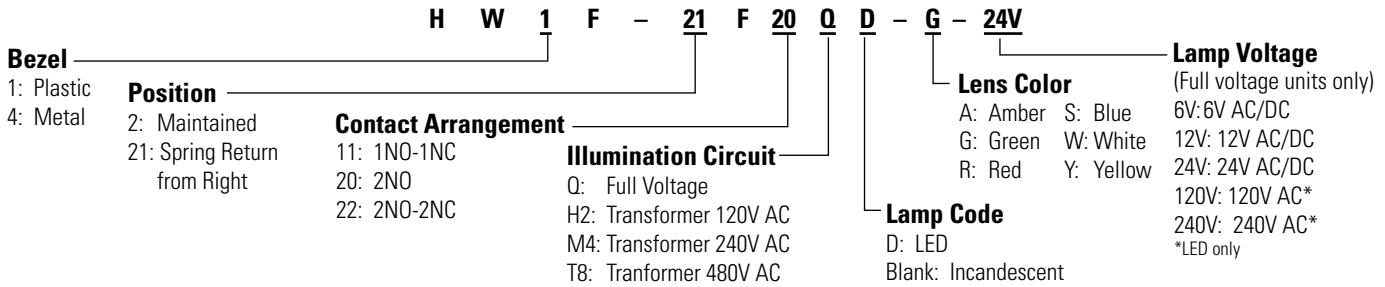 H W 1 F – 21 F 20 Q D – G – 24V
Bezel
1: Plastic
4: Metal
Position
2: Maintained
21: Spring Return
from Right
Contact Arrangement
11: 1NO-1NC
20: 2NO
22: 2NO-2NC
Illumination Circuit
Q: Full Voltage
H2: Transformer 120V AC
M4: Transformer 240V AC
T8: Tranformer 480V AC
Lamp Code
D: LED
Blank: Incandescent
Lens Color
A: Amber S: Blue
G: Green W: White
R: Red Y: Yellow
Lamp Voltage
(Full voltage units only)
6V: 6V AC/DC
12V: 12V AC/DC
24V: 24V AC/DC
120V: 120V AC*
240V: 240V AC*
*LED only